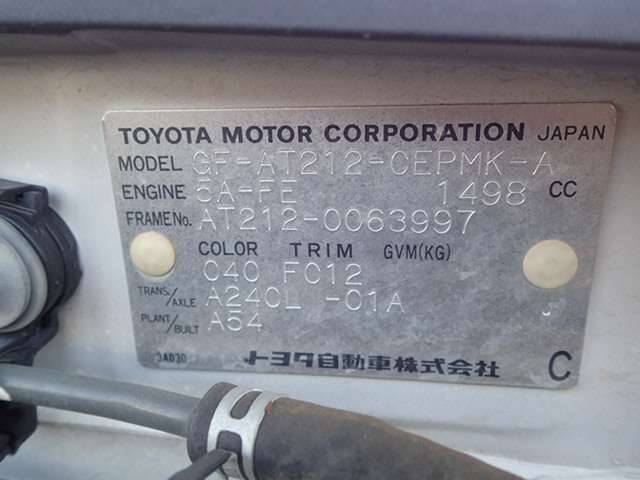 TOYOTA MOTOR CORPORATION JAPAN
MODEL GF-AT212-CEPMK-A
ENGINE 5A-FE 1498 CC
FRAME No. AT212-0063997
COLOR TRIM GVM(KG)
040 FC12
TRANS./AXLE A240L -01A
PLANT/BUILT A54
トヨタ自動車株式会社 C